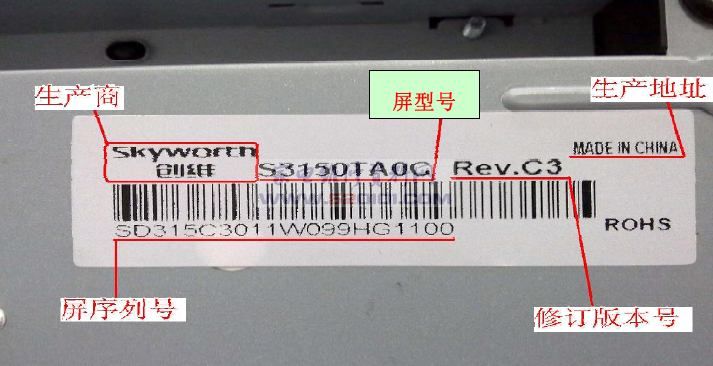 生产商
屏型号
生产地址
Skyworth
创维
S3150TA0G Rev.C3
MADE IN CHINA
SD315C3011W099HG1100
ROHS
屏序列号
修订版本号